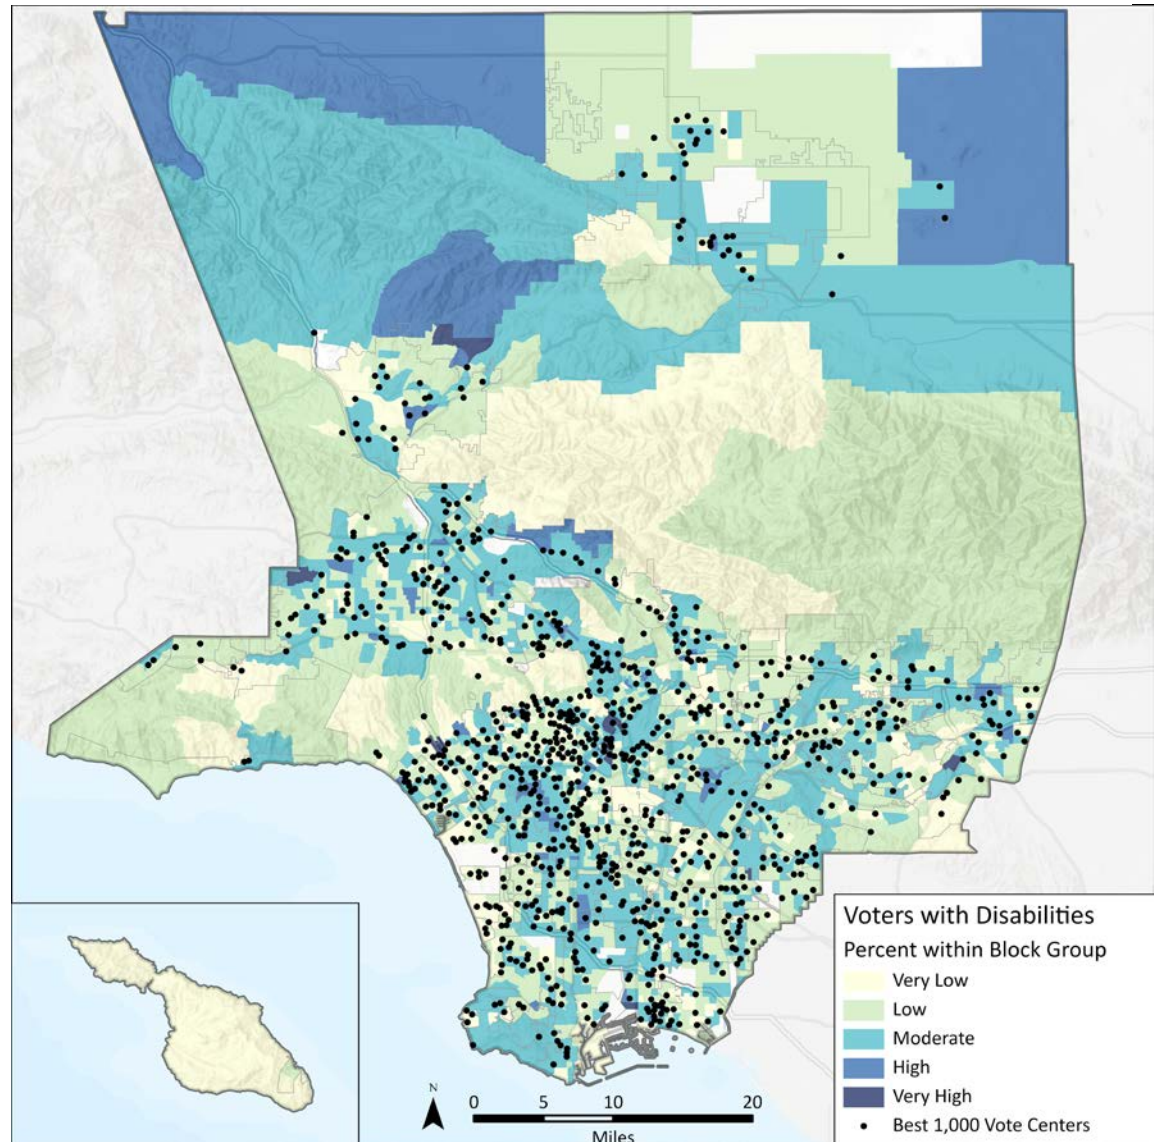 Voters with Disabilities
Percent within Block Group
Very Low
Low
Moderate
High
Very High
Best 1,000 Vote Centers
N
0 5 10 20
Miles